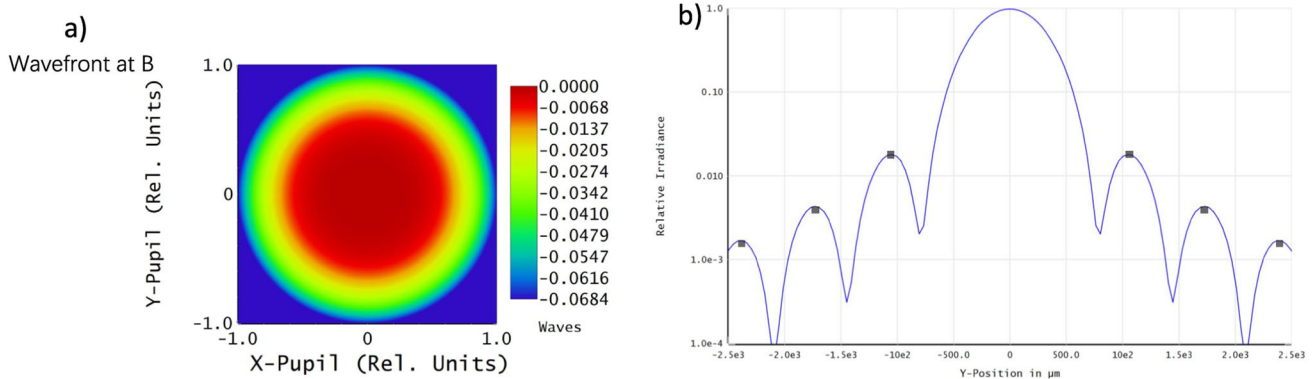 a)
Wavefront at B
Y-Pupil (Rel. Units)
1.0
0
-1.0
-1.0 0 1.0
X-Pupil (Rel. Units)
0.0000
-0.0068
-0.0137
-0.0205
-0.0274
-0.0342
-0.0410
-0.0479
-0.0547
-0.0616
-0.0684
Waves
b)
Relative Irradiance
1.0
0.10
0.010
1.0e-3
1.0e-4
-2.5e3 -2.0e3 -1.5e3 -10e2 -500.0 0 500.0 10e2 1.5e3 2.0e3 2.5e3
Y-Position in µm